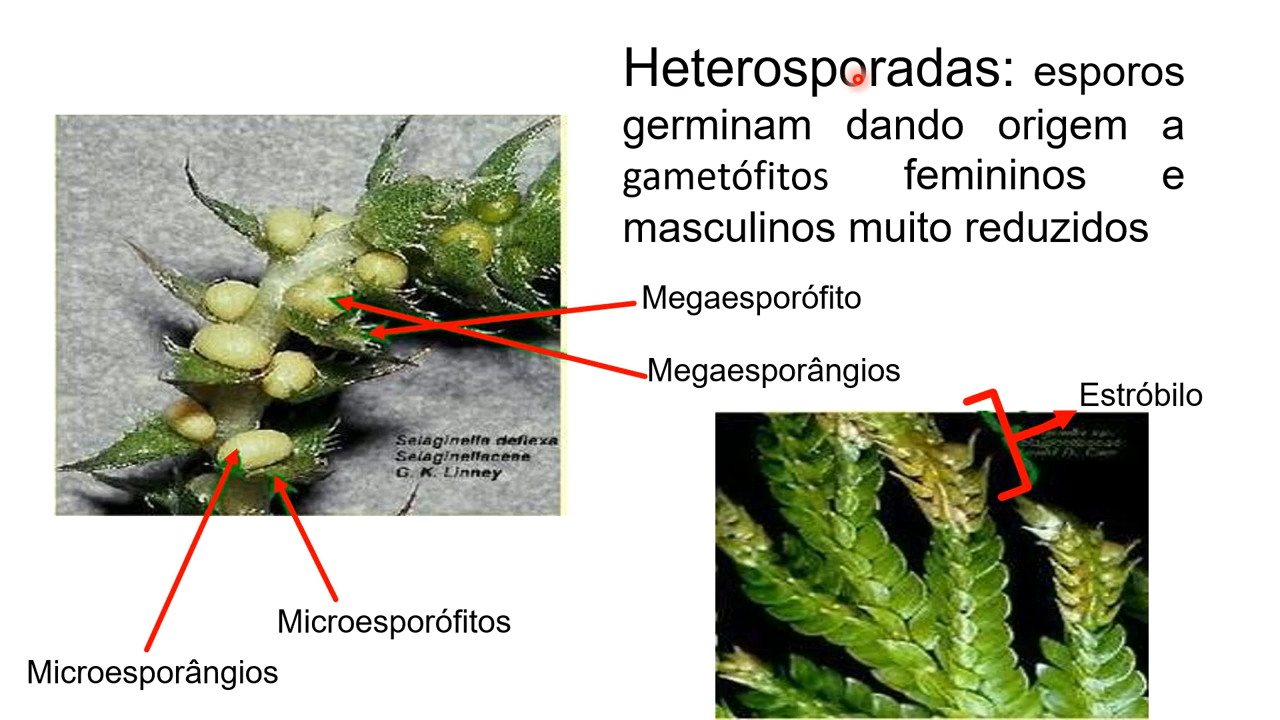 Heterosporadas: esporos
germinam dando origem a
gametófitos femininos e
masculinos muito reduzidos
Megaesporófito
Megaesporângios
Estróbilo
Selaginella deflexa
Selaginellaceae
G. K. Linney
Microesporófitos
Microesporângios